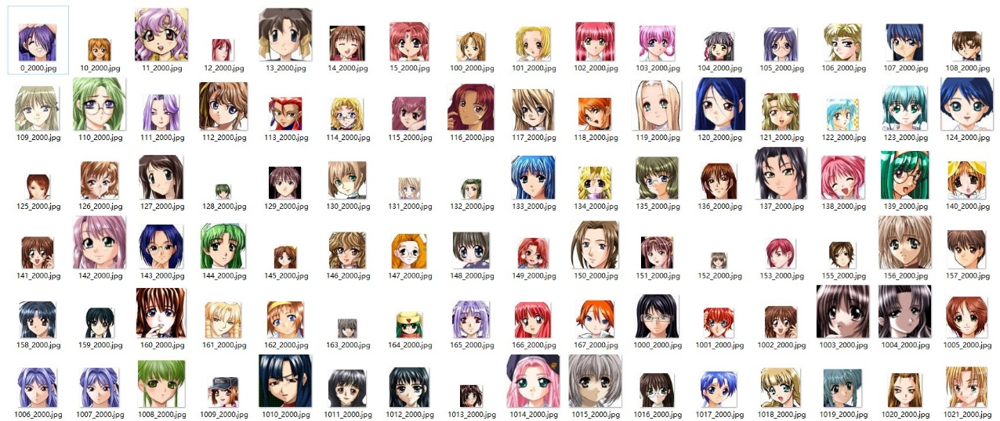 0_2000.jpg 10_2000.jpg 11_2000.jpg 12_2000.jpg 13_2000.jpg 14_2000.jpg 15_2000.jpg 100_2000.jpg 101_2000.jpg 102_2000.jpg 103_2000.jpg 104_2000.jpg 105_2000.jpg 106_2000.jpg 107_2000.jpg 108_2000.jpg
109_2000.jpg 110_2000.jpg 111_2000.jpg 112_2000.jpg 113_2000.jpg 114_2000.jpg 115_2000.jpg 116_2000.jpg 117_2000.jpg 118_2000.jpg 119_2000.jpg 120_2000.jpg 121_2000.jpg 122_2000.jpg 123_2000.jpg 124_2000.jpg
125_2000.jpg 126_2000.jpg 127_2000.jpg 128_2000.jpg 129_2000.jpg 130_2000.jpg 131_2000.jpg 132_2000.jpg 133_2000.jpg 134_2000.jpg 135_2000.jpg 136_2000.jpg 137_2000.jpg 138_2000.jpg 139_2000.jpg 140_2000.jpg
141_2000.jpg 142_2000.jpg 143_2000.jpg 144_2000.jpg 145_2000.jpg 146_2000.jpg 147_2000.jpg 148_2000.jpg 149_2000.jpg 150_2000.jpg 151_2000.jpg 152_2000.jpg 153_2000.jpg 155_2000.jpg 156_2000.jpg 157_2000.jpg
158_2000.jpg 159_2000.jpg 160_2000.jpg 161_2000.jpg 162_2000.jpg 163_2000.jpg 164_2000.jpg 165_2000.jpg 166_2000.jpg 167_2000.jpg 1000_2000.jpg 1001_2000.jpg 1002_2000.jpg 1003_2000.jpg 1004_2000.jpg 1005_2000.jpg
1006_2000.jpg 1007_2000.jpg 1008_2000.jpg 1009_2000.jpg 1010_2000.jpg 1011_2000.jpg 1012_2000.jpg 1013_2000.jpg 1014_2000.jpg 1015_2000.jpg 1016_2000.jpg 1017_2000.jpg 1018_2000.jpg 1019_2000.jpg 1020_2000.jpg 1021_2000.jpg